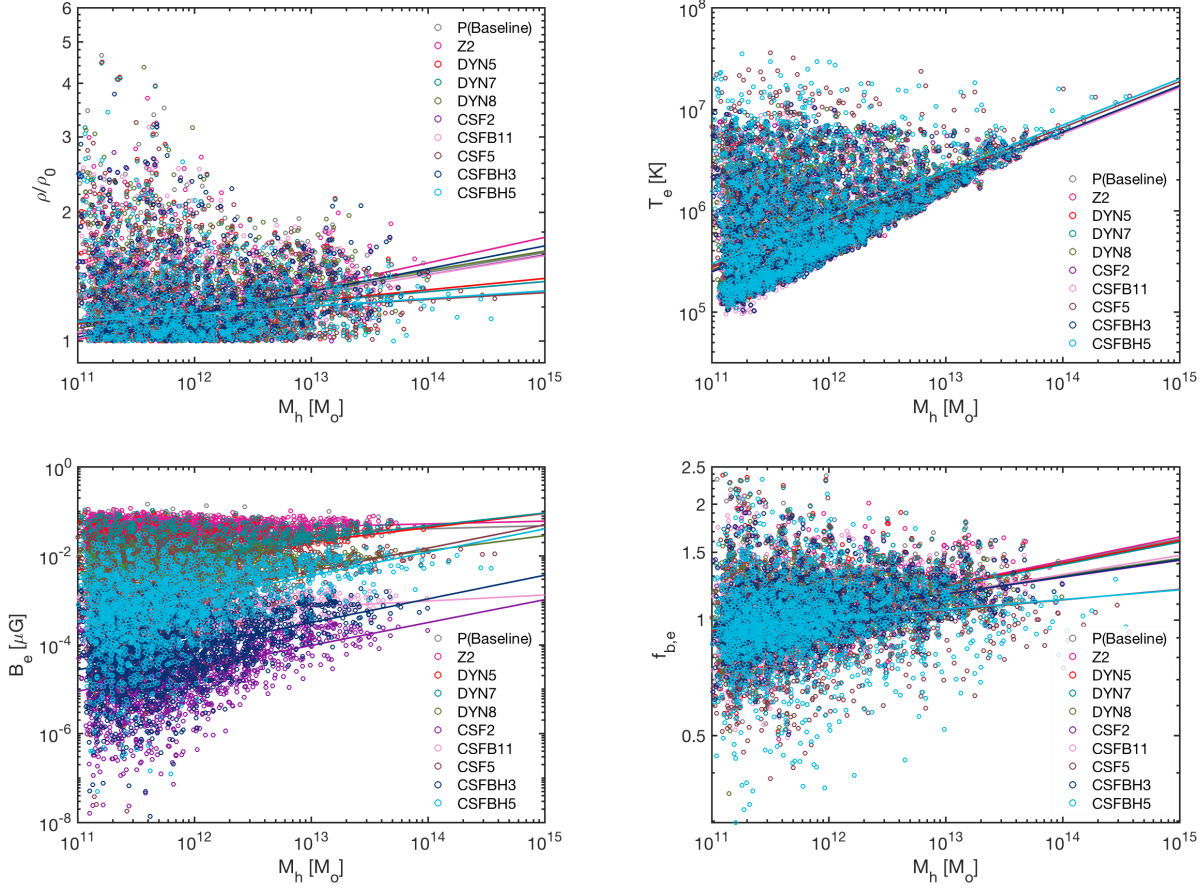 6
5
4
3
2
1
ρ/ρ0
P(Baseline)
Z2
DYN5
DYN7
DYN8
CSF2
CSFB11
CSF5
CSFBH3
CSFBH5
10^11
10^12
10^13
10^14
10^15
M_h [M_o]
10^8
10^7
10^6
10^5
T_e [K]
P(Baseline)
Z2
DYN5
DYN7
DYN8
CSF2
CSFB11
CSF5
CSFBH3
CSFBH5
10^11
10^12
10^13
10^14
10^15
M_h [M_o]
10^0
10^-2
10^-4
10^-6
10^-8
B_e [μG]
P(Baseline)
Z2
DYN5
DYN7
DYN8
CSF2
CSFB11
CSF5
CSFBH3
CSFBH5
10^11
10^12
10^13
10^14
10^15
M_h [M_o]
2.5
2
1.5
1
0.5
f_b,e
P(Baseline)
Z2
DYN5
DYN7
DYN8
CSF2
CSFB11
CSF5
CSFBH3
CSFBH5
10^11
10^12
10^13
10^14
10^15
M_h [M_o]